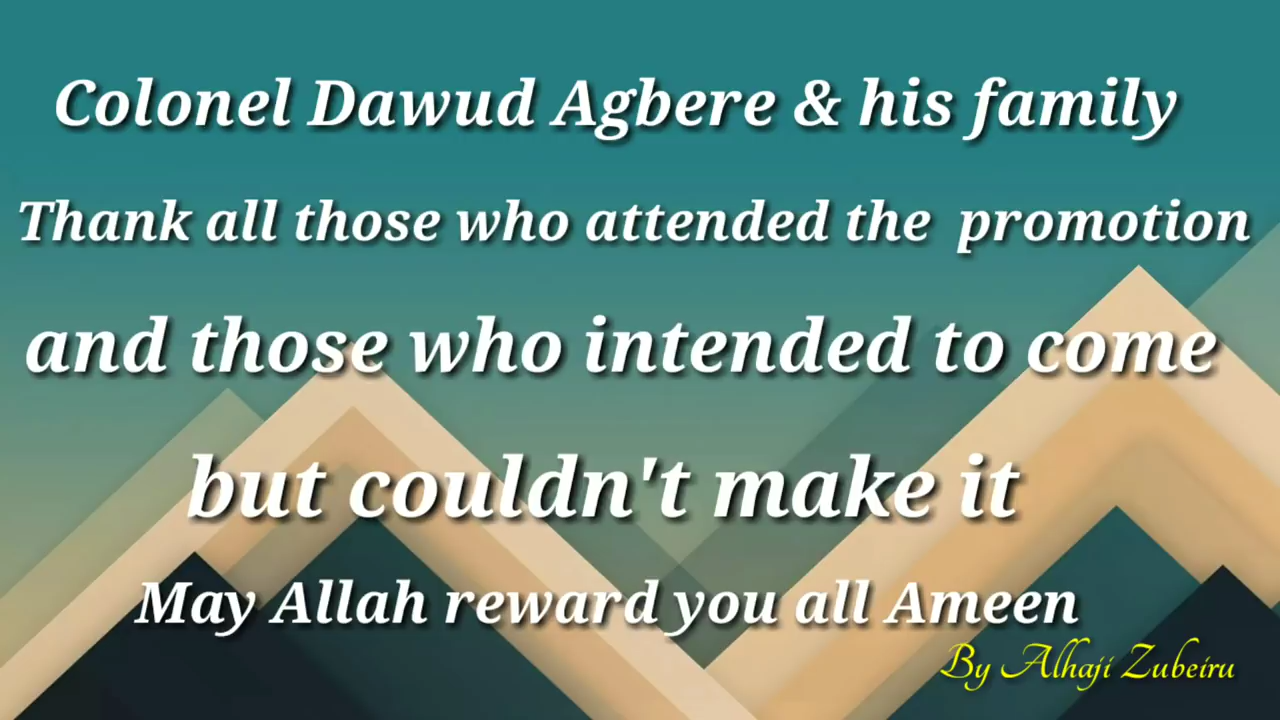 Colonel Dawud Agbere & his family
Thank all those who attended the promotion
and those who intended to come
but couldn't make it
May Allah reward you all Ameen
By Alhaji Zubeiru